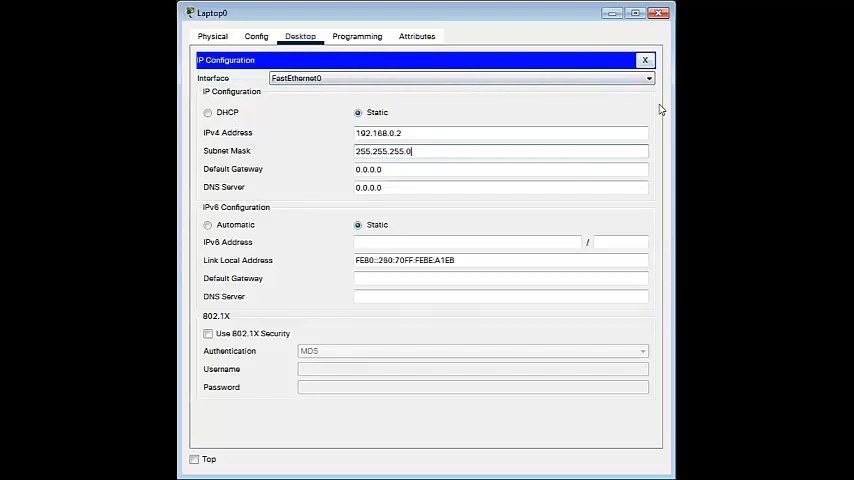 Laptop0
Physical Config Desktop Programming Attributes
IP Configuration X
Interface FastEthernet0
IP Configuration
DHCP Static
IPv4 Address 192.168.0.2
Subnet Mask 255.255.255.0
Default Gateway 0.0.0.0
DNS Server 0.0.0.0
IPv6 Configuration
Automatic Static
IPv6 Address /
Link Local Address FE80::260:70FF:FEBE:A1EB
Default Gateway
DNS Server
802.1X
Use 802.1X Security
Authentication MD5
Username
Password
Top